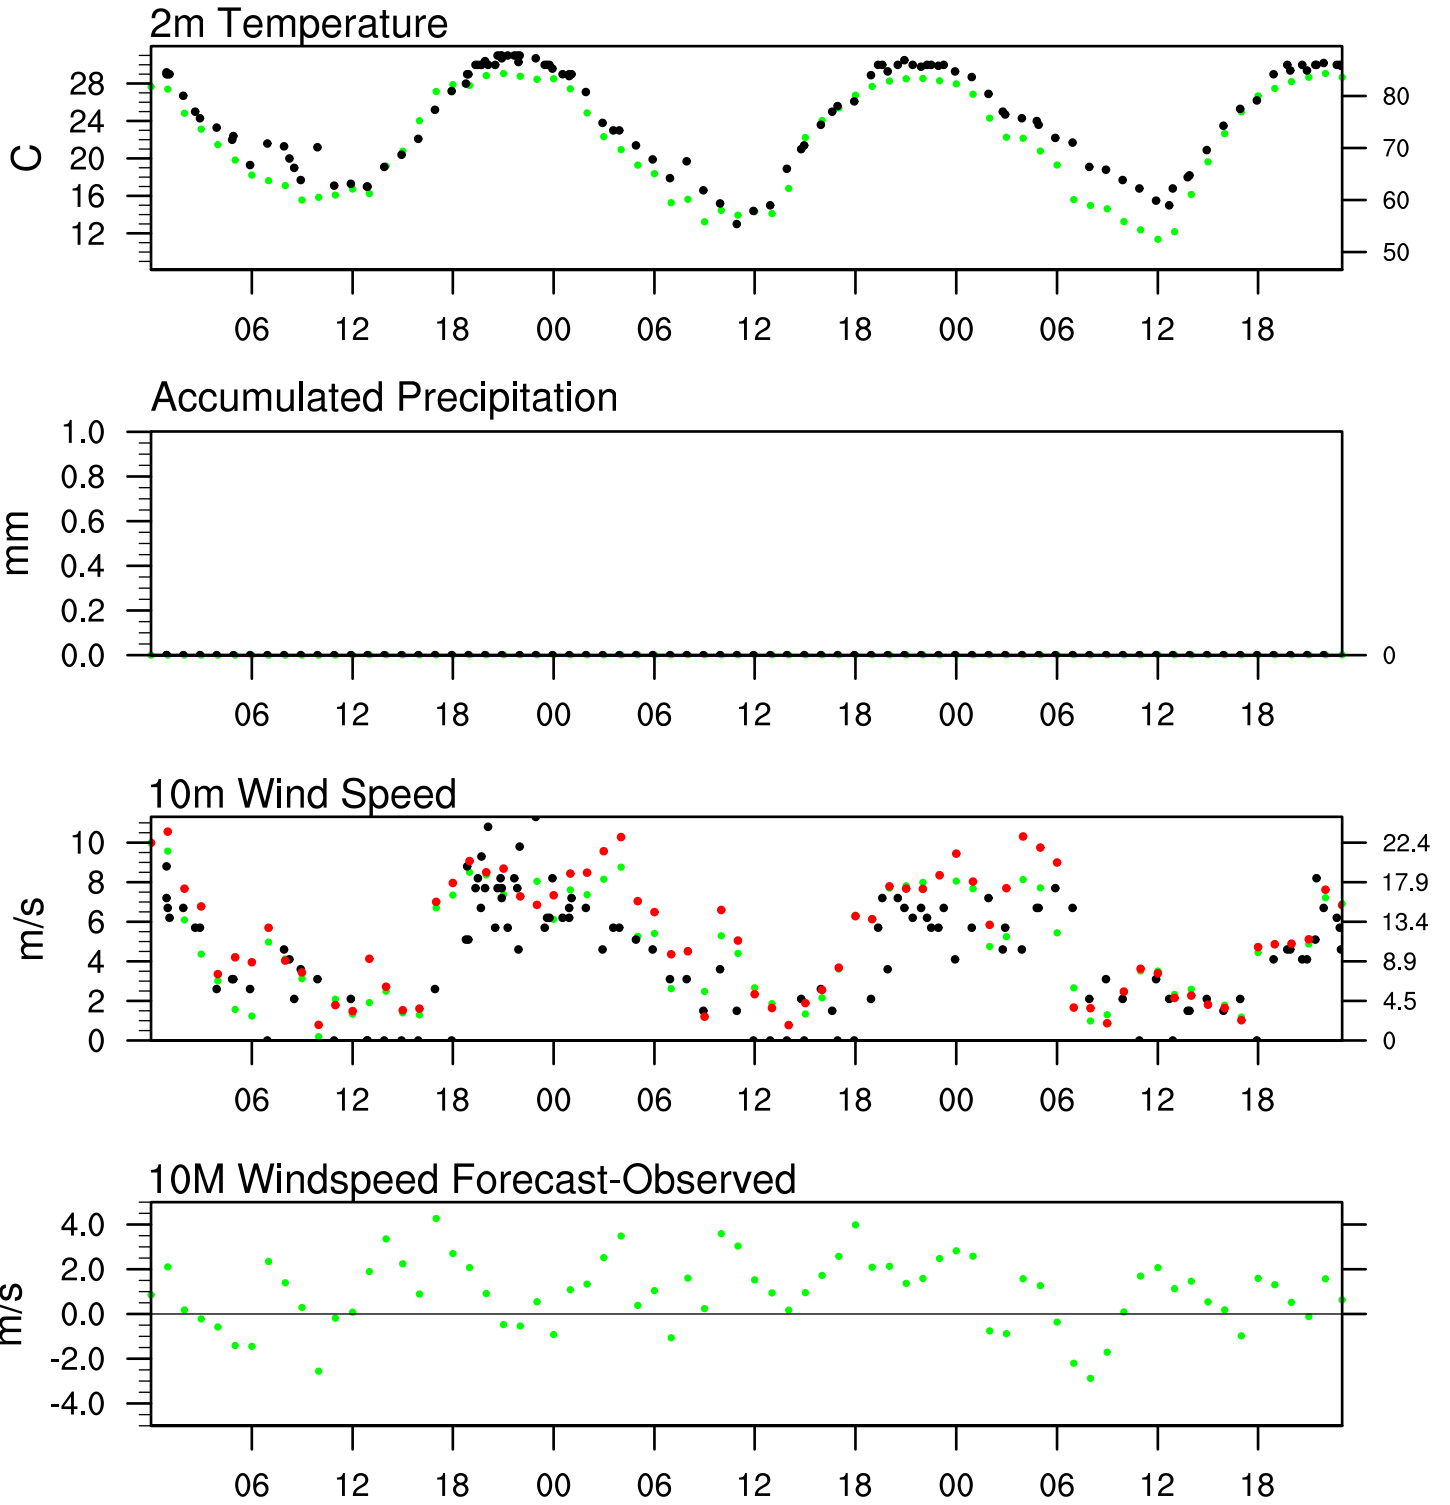 2m Temperature
28
24
20
16
12
C
80
70
60
50
06 12 18 00 06 12 18 00 06 12 18
Accumulated Precipitation
1.0
0.8
0.6
0.4
0.2
0.0
mm
0
06 12 18 00 06 12 18 00 06 12 18
10m Wind Speed
10
8
6
4
2
0
m/s
22.4
17.9
13.4
8.9
4.5
0
06 12 18 00 06 12 18 00 06 12 18
10M Windspeed Forecast-Observed
4.0
2.0
0.0
-2.0
-4.0
m/s
06 12 18 00 06 12 18 00 06 12 18